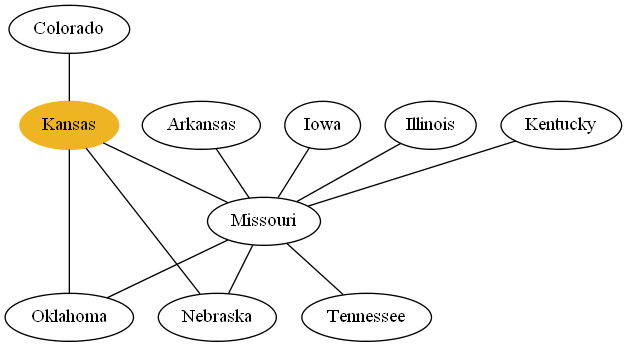 Colorado
Kansas
Arkansas
Iowa
Illinois
Kentucky
Missouri
Oklahoma
Nebraska
Tennessee